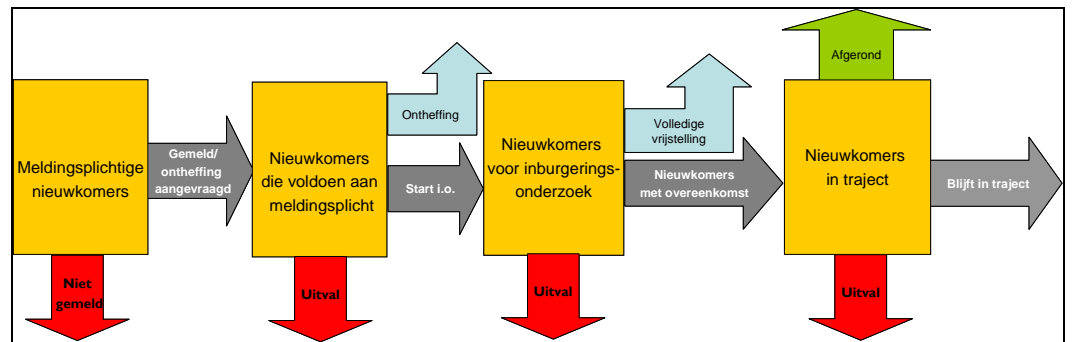 Meldingsplichtige
nieuwkomers
Niet
gemeld
Gemeld/
ontheffing
aangevraagd
Nieuwkomers
die voldoen aan
meldingsplicht
Uitval
Ontheffing
Start i.o.
Nieuwkomers
voor inburgerings-
onderzoek
Uitval
Volledige
vrijstelling
Nieuwkomers
met overeenkomst
Afgerond
Nieuwkomers
in traject
Uitval
Blijft in traject